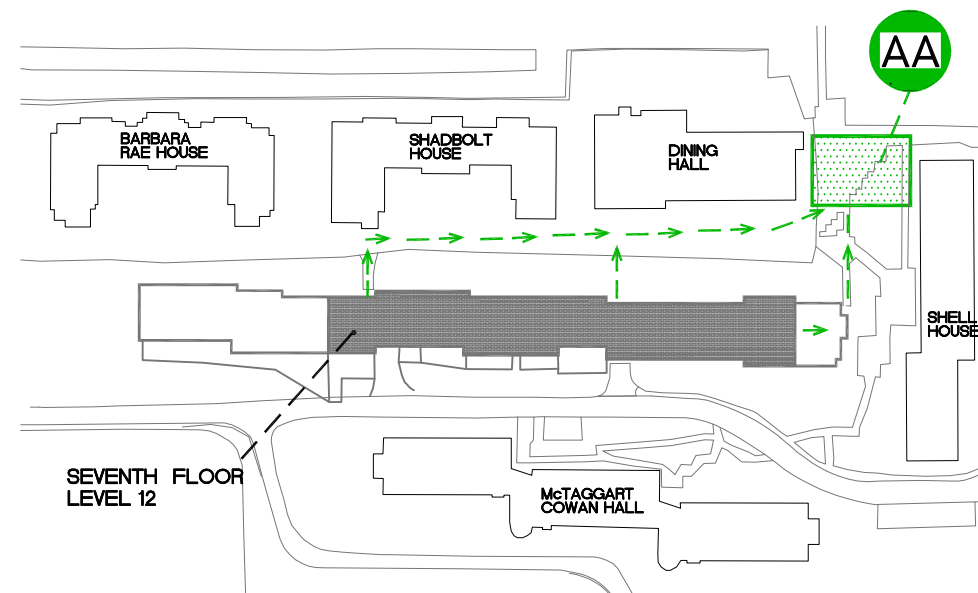 AA
BARBARA
RAE HOUSE
SHADBOLT
HOUSE
DINING
HALL
SHELL
HOUSE
SEVENTH FLOOR
LEVEL 12
McTAGGART
COWAN HALL